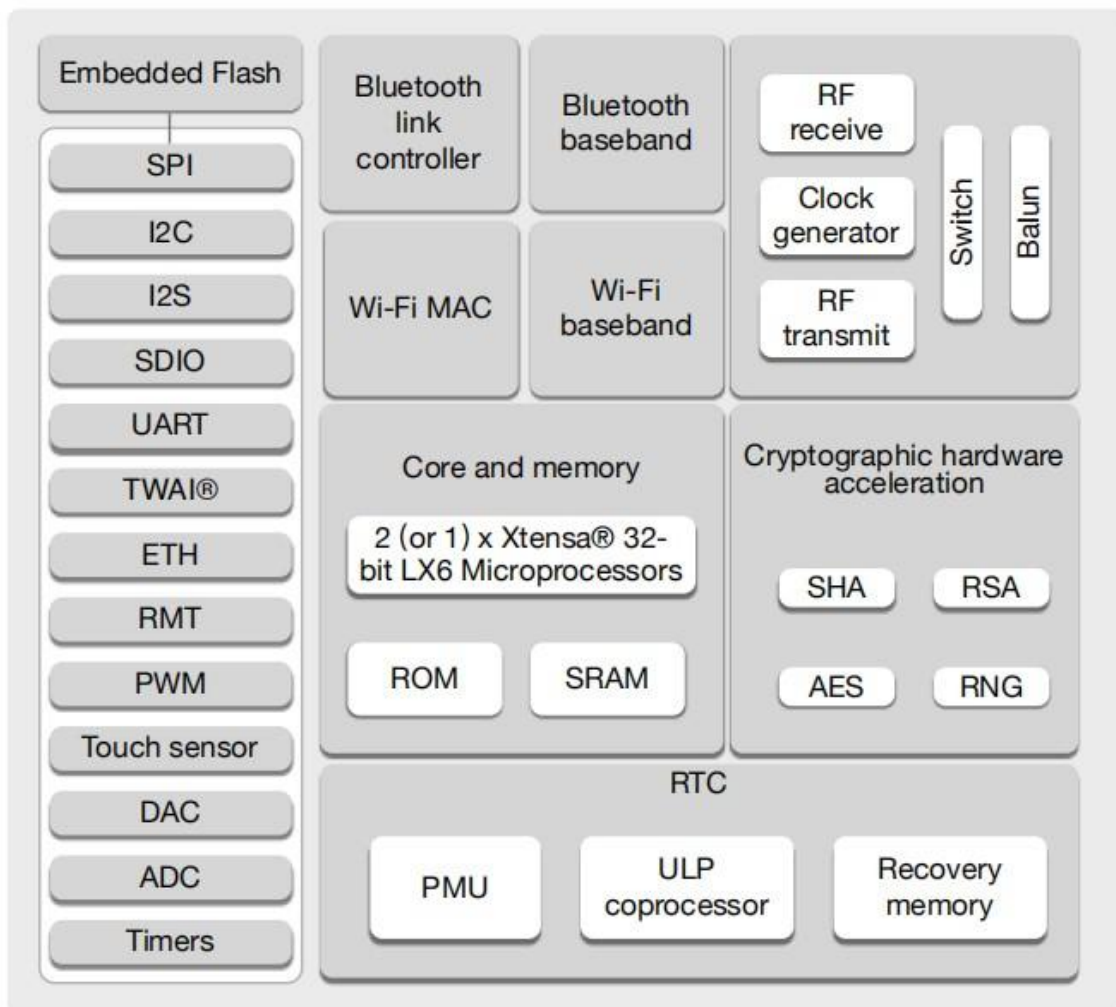 Embedded Flash
SPI
I2C
I2S
SDIO
UART
TWAI®
ETH
RMT
PWM
Touch sensor
DAC
ADC
Timers
Bluetooth
link
controller
Bluetooth
baseband
Wi-Fi MAC
Wi-Fi
baseband
RF
receive
Clock
generator
RF
transmit
Switch
Balun
Core and memory
2 (or 1) x Xtensa® 32-
bit LX6 Microprocessors
ROM
SRAM
Cryptographic hardware
acceleration
SHA
RSA
AES
RNG
RTC
PMU
ULP
coprocessor
Recovery
memory